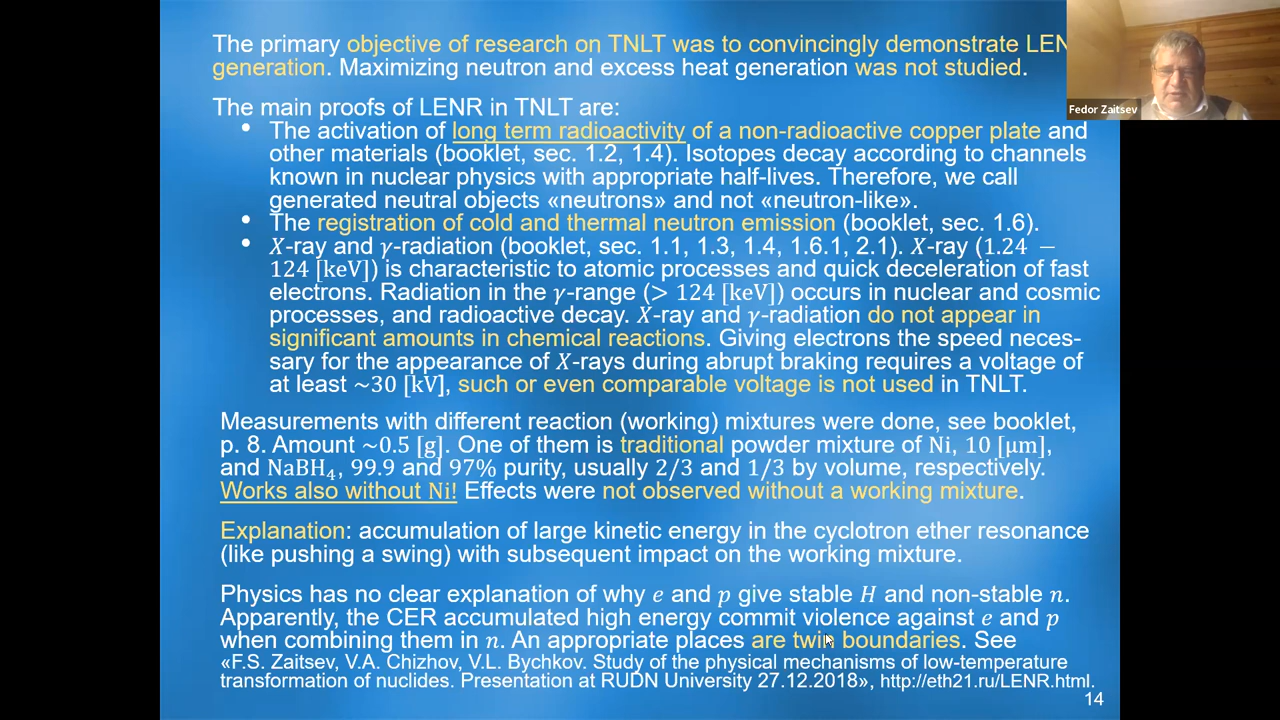 The primary objective of research on TNLT was to convincingly demonstrate LEN
generation. Maximizing neutron and excess heat generation was not studied.
Fedor Zaitsev
The main proofs of LENR in TNLT are:
• The activation of long term radioactivity of a non-radioactive copper plate and
other materials (booklet, sec. 1.2, 1.4). Isotopes decay according to channels
known in nuclear physics with appropriate half-lives. Therefore, we call
generated neutral objects «neutrons» and not «neutron-like».
• The registration of cold and thermal neutron emission (booklet, sec. 1.6).
• X-ray and γ-radiation (booklet, sec. 1.1, 1.3, 1.4, 1.6.1, 2.1). X-ray (1.24 −
124 [keV]) is characteristic to atomic processes and quick deceleration of fast
electrons. Radiation in the γ-range (> 124 [keV]) occurs in nuclear and cosmic
processes, and radioactive decay. X-ray and γ-radiation do not appear in
significant amounts in chemical reactions. Giving electrons the speed neces-
sary for the appearance of X-rays during abrupt braking requires a voltage of
at least ~30 [kV], such or even comparable voltage is not used in TNLT.
Measurements with different reaction (working) mixtures were done, see booklet,
p. 8. Amount ~0.5 [g]. One of them is traditional powder mixture of Ni, 10 [μm],
and NaBH₄, 99.9 and 97% purity, usually 2/3 and 1/3 by volume, respectively.
Works also without Ni! Effects were not observed without a working mixture.
Explanation: accumulation of large kinetic energy in the cyclotron ether resonance
(like pushing a swing) with subsequent impact on the working mixture.
Physics has no clear explanation of why e and p give stable H and non-stable n.
Apparently, the CER accumulated high energy commit violence against e and p
when combining them in n. An appropriate places are twin boundaries. See
«F.S. Zaitsev, V.A. Chizhov, V.L. Bychkov. Study of the physical mechanisms of low-temperature
transformation of nuclides. Presentation at RUDN University 27.12.2018», http://eth21.ru/LENR.html.
14